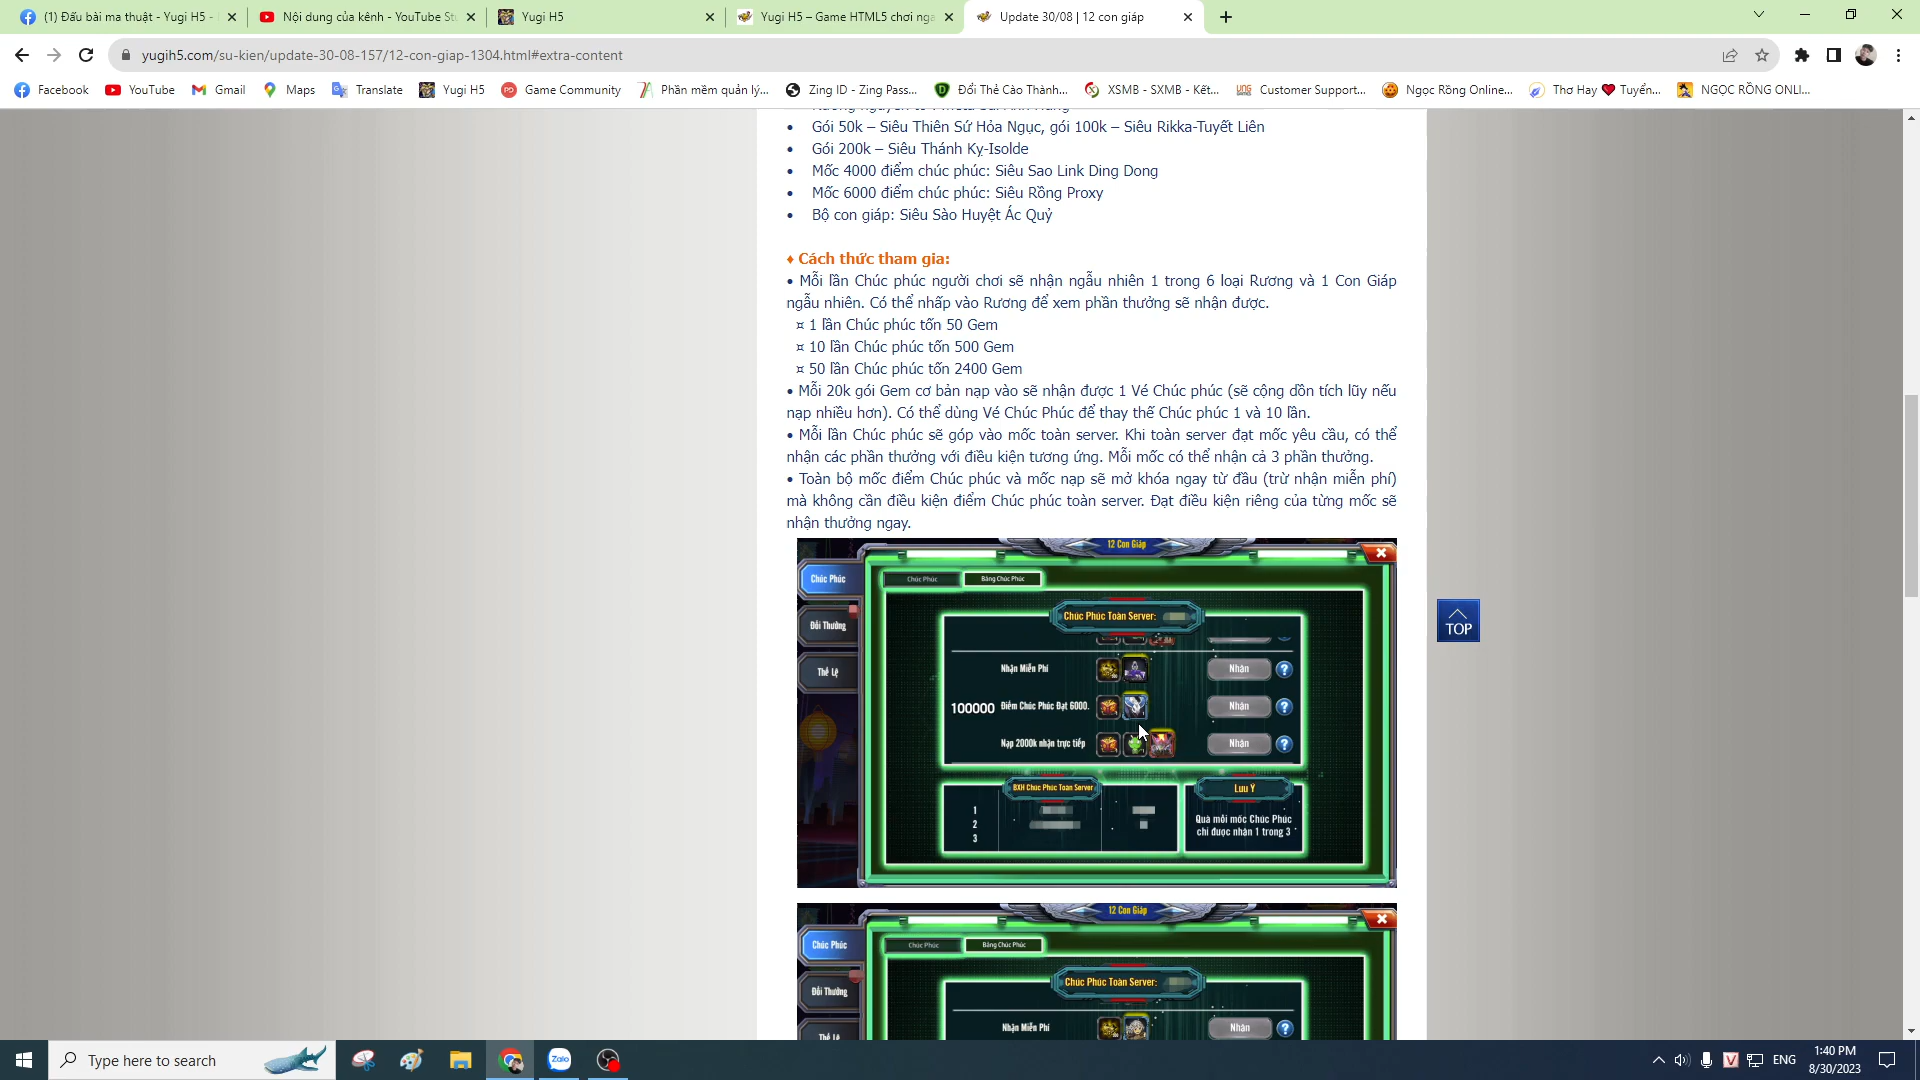 (1) Đấu bài ma thuật - Yugi H5 -
Nội dung của kênh - YouTube St
Yugi H5
Yugi H5 – Game HTML5 chơi nga
Update 30/08 | 12 con giáp
yugih5.com/su-kien/update-30-08-157/12-con-giap-1304.html#extra-content
Facebook
YouTube
Gmail
Maps
Translate
Yugi H5
Game Community
Phần mềm quản lý...
Zing ID - Zing Pass...
Đổi Thẻ Cào Thành...
XSMB - SXMB - Kết...
Customer Support...
Ngọc Rồng Online...
Thơ Hay ❤ Tuyển...
NGỌC RỒNG ONLI...
• Gói 50k – Siêu Thiên Sứ Hỏa Ngục, gói 100k – Siêu Rikka-Tuyết Liên
• Gói 200k – Siêu Thánh Kỵ-Isolde
• Mốc 4000 điểm chúc phúc: Siêu Sao Link Ding Dong
• Mốc 6000 điểm chúc phúc: Siêu Rồng Proxy
• Bộ con giáp: Siêu Sào Huyệt Ác Quỷ
♦ Cách thức tham gia:
• Mỗi lần Chúc phúc người chơi sẽ nhận ngẫu nhiên 1 trong 6 loại Rương và 1 Con Giáp
ngẫu nhiên. Có thể nhấp vào Rương để xem phần thưởng sẽ nhận được.
¤ 1 lần Chúc phúc tốn 50 Gem
¤ 10 lần Chúc phúc tốn 500 Gem
¤ 50 lần Chúc phúc tốn 2400 Gem
• Mỗi 20k gói Gem cơ bản nạp vào sẽ nhận được 1 Vé Chúc phúc (sẽ cộng dồn tích lũy nếu
nạp nhiều hơn). Có thể dùng Vé Chúc Phúc để thay thế Chúc phúc 1 và 10 lần.
• Mỗi lần Chúc phúc sẽ góp vào mốc toàn server. Khi toàn server đạt mốc yêu cầu, có thể
nhận các phần thưởng với điều kiện tương ứng. Mỗi mốc có thể nhận cả 3 phần thưởng.
• Toàn bộ mốc điểm Chúc phúc và mốc nạp sẽ mở khóa ngay từ đầu (trừ nhận miễn phí)
mà không cần điều kiện điểm Chúc phúc toàn server. Đạt điều kiện riêng của từng mốc sẽ
nhận thưởng ngay.
12 Con Giáp
Chúc Phúc
Chúc Phúc
Bảng Chúc Phúc
Chúc Phúc Toàn Server:
Đổi Thưởng
Thể Lệ
Nhận Miễn Phí
Nhận
?
100000
Điểm Chúc Phúc Đạt 6000.
Nhận
?
Nạp 2000k nhận trực tiếp
Nhận
?
BXH Chúc Phúc Toàn Server
Lưu Ý
1
2
3
Quà mỗi mốc Chúc Phúc
chỉ được nhận 1 trong 3
TOP
12 Con Giáp
Chúc Phúc
Chúc Phúc
Bảng Chúc Phúc
Chúc Phúc Toàn Server:
Đổi Thưởng
Thể Lệ
Nhận Miễn Phí
Nhận
?
Type here to search
Zalo
ENG
1:40 PM
8/30/2023